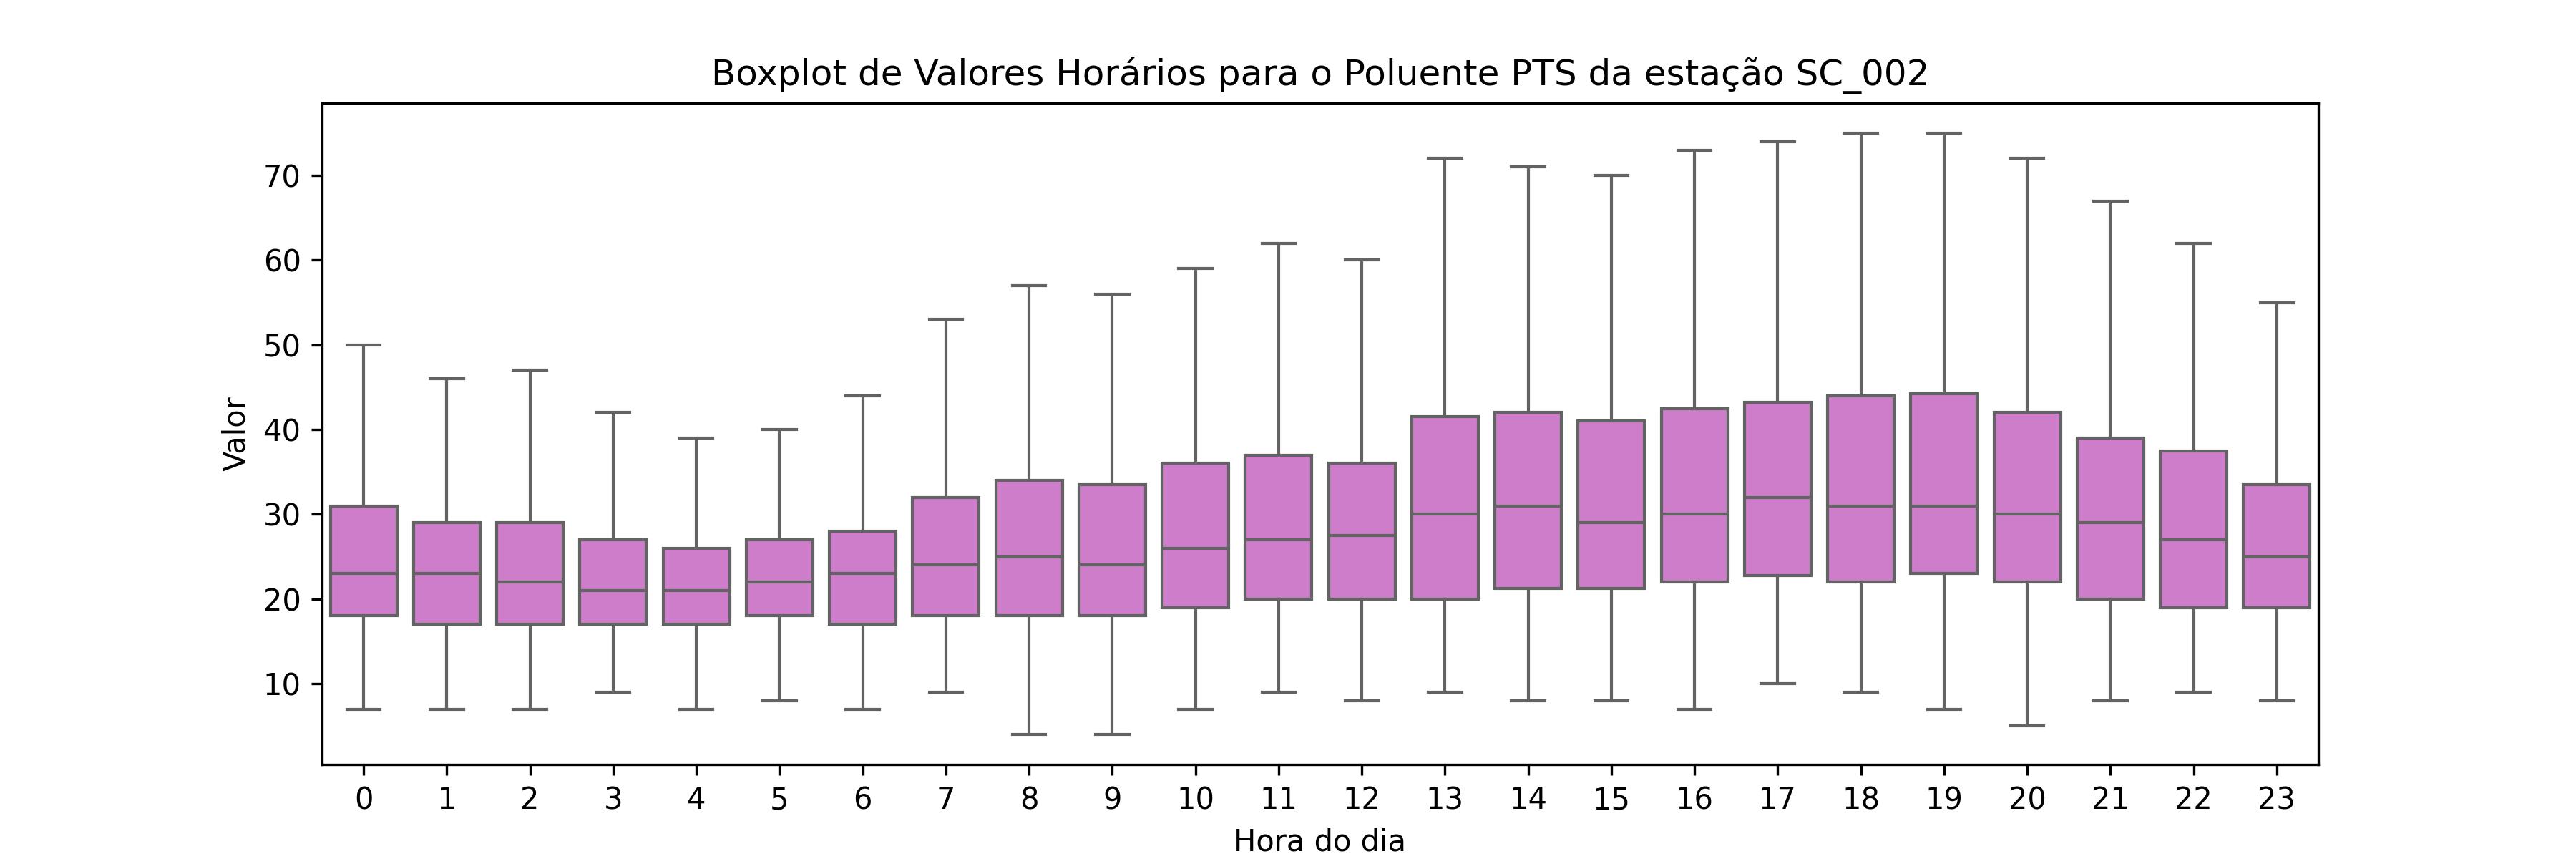 Boxplot de Valores Horários para o Poluente PTS da estação SC_002
Valor
70
60
50
40
30
20
10
0 1 2 3 4 5 6 7 8 9 10 11 12 13 14 15 16 17 18 19 20 21 22 23
Hora do dia